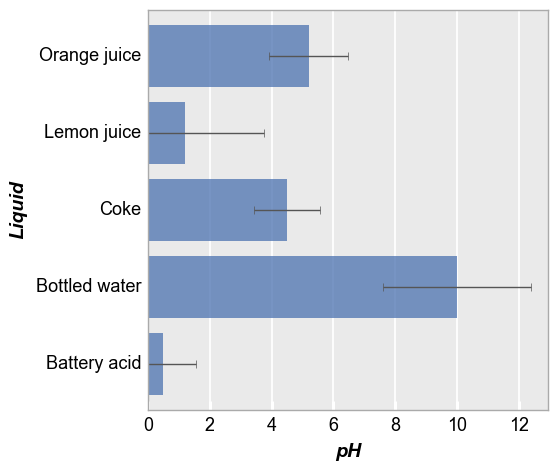 Orange juice
Lemon juice
Coke
Bottled water
Battery acid
Liquid
0 2 4 6 8 10 12
pH